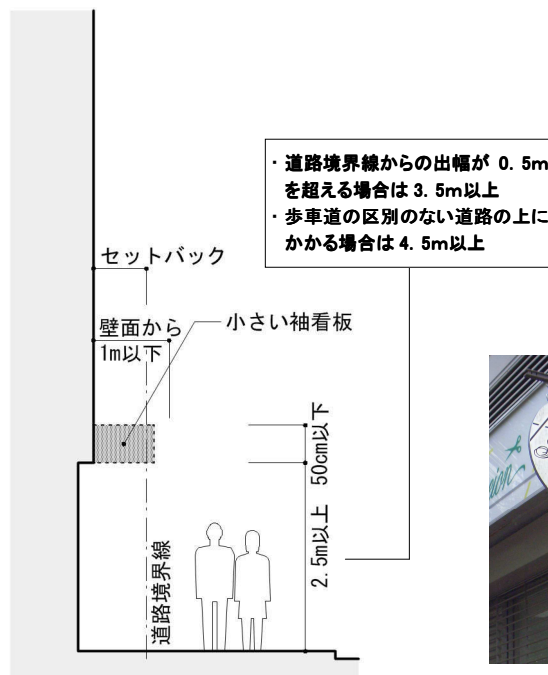 ・道路境界線からの出幅が 0.5m
を超える場合は3.5m以上
・歩車道の区別のない道路の上に
かかる場合は4.5m以上
セットバック
壁面から
1m以下
小さい袖看板
50cm以下
2.5m以上
道路境界線